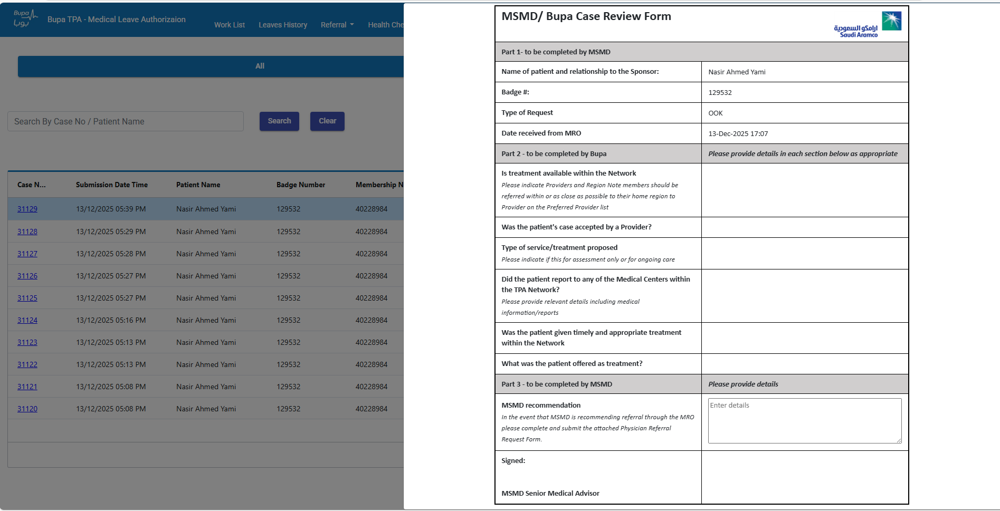 Bupa
بوبا
Bupa TPA - Medical Leave Authorizaion
Work List
Leaves History
Referral
Health Che
All
Search By Case No / Patient Name
Search
Clear
Case N... Submission Date Time Patient Name Badge Number Membership N
31129 13/12/2025 05:39 PM Nasir Ahmed Yami 129532 40228984
31128 13/12/2025 05:29 PM Nasir Ahmed Yami 129532 40228984
31127 13/12/2025 05:28 PM Nasir Ahmed Yami 129532 40228984
31126 13/12/2025 05:27 PM Nasir Ahmed Yami 129532 40228984
31125 13/12/2025 05:27 PM Nasir Ahmed Yami 129532 40228984
31124 13/12/2025 05:16 PM Nasir Ahmed Yami 129532 40228984
31123 13/12/2025 05:13 PM Nasir Ahmed Yami 129532 40228984
31122 13/12/2025 05:13 PM Nasir Ahmed Yami 129532 40228984
31121 13/12/2025 05:08 PM Nasir Ahmed Yami 129532 40228984
31120 13/12/2025 05:08 PM Nasir Ahmed Yami 129532 40228984
MSMD/ Bupa Case Review Form
ارامكو السعودية
Saudi Aramco
Part 1- to be completed by MSMD
Name of patient and relationship to the Sponsor: Nasir Ahmed Yami
Badge #: 129532
Type of Request OOK
Date received from MRO 13-Dec-2025 17:07
Part 2 - to be completed by Bupa Please provide details in each section below as appropriate
Is treatment available within the Network
Please indicate Providers and Region Note members should be
referred within or as close as possible to their home region to
Provider on the Preferred Provider list
Was the patient's case accepted by a Provider?
Type of service/treatment proposed
Please indicate if this for assessment only or for ongoing care
Did the patient report to any of the Medical Centers within
the TPA Network?
Please provide relevant details including medical
information/reports
Was the patient given timely and appropriate treatment
within the Network
What was the patient offered as treatment?
Part 3 - to be completed by MSMD Please provide details
MSMD recommendation
In the event that MSMD is recommending referral through the MRO
please complete and submit the attached Physician Referral
Request Form.
Enter details
Signed:
MSMD Senior Medical Advisor